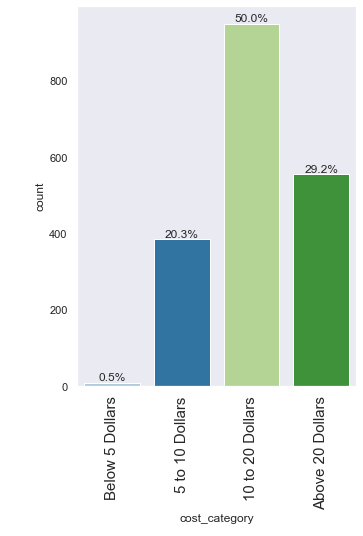 50.0%
800
600
29.2%
count
400
20.3%
200
0.5%
0
Below 5 Dollars
5 to 10 Dollars
10 to 20 Dollars
Above 20 Dollars
cost_category